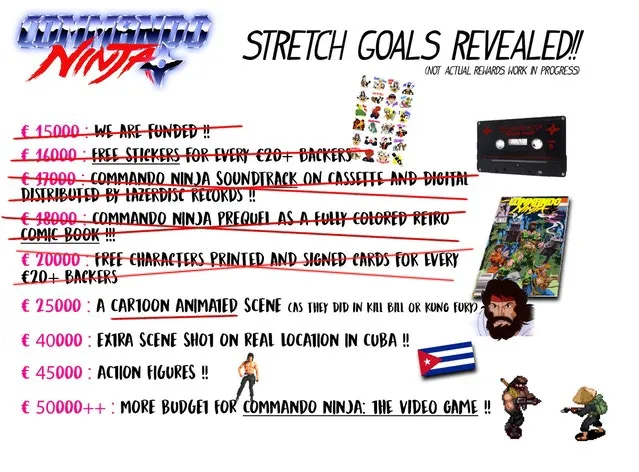 COMMANDO
NINJA
STRETCH GOALS REVEALED!!
(NOT ACTUAL REWARDS WORK IN PROGRESS)
€ 15000 : WE ARE FUNDED !!
€ 16000 : FREE STICKERS FOR EVERY €20+ BACKERS
€ 17000 : COMMANDO NINJA SOUNDTRACK ON CASSETTE AND DIGITAL
DISTRIBUTED BY LAZERDISC RECORDS !!
€ 18000 : COMMANDO NINJA PREQUEL AS A FULLY COLORED RETRO
COMIC BOOK !!!
COMMANDO
NINJA
€ 20000 : FREE CHARACTERS PRINTED AND SIGNED CARDS FOR EVERY
€20+ BACKERS
€ 25000 : A CARTOON ANIMATED SCENE (AS THEY DID IN KILL BILL OR KUNG FURY)
€ 40000 : EXTRA SCENE SHOT ON REAL LOCATION IN CUBA !!
€ 45000 : ACTION FIGURES !!
€ 50000++ : MORE BUDGET FOR COMMANDO NINJA: THE VIDEO GAME !!